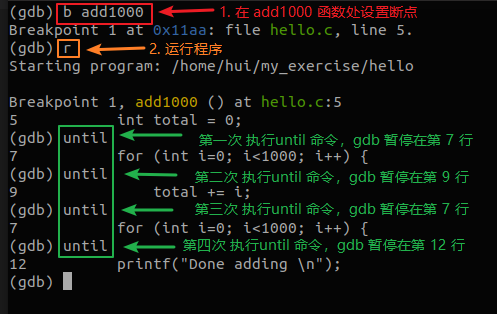 (gdb) b add1000 1. 在 add1000 函数处设置断点
Breakpoint 1 at 0x11aa: file hello.c, line 5.
(gdb) r 2. 运行程序
Starting program: /home/hui/my_exercise/hello
Breakpoint 1, add1000 () at hello.c:5
5 int total = 0;
(gdb) until 第一次 执行until 命令，gdb 暂停在第 7 行
7 for (int i=0; i<1000; i++) {
(gdb) until 第二次 执行until 命令，gdb 暂停在第 9 行
9 total += i;
(gdb) until 第三次 执行until 命令，gdb 暂停在第 7 行
7 for (int i=0; i<1000; i++) {
(gdb) until 第四次 执行until 命令，gdb 暂停在第 12 行
12 printf("Done adding \n");
(gdb)